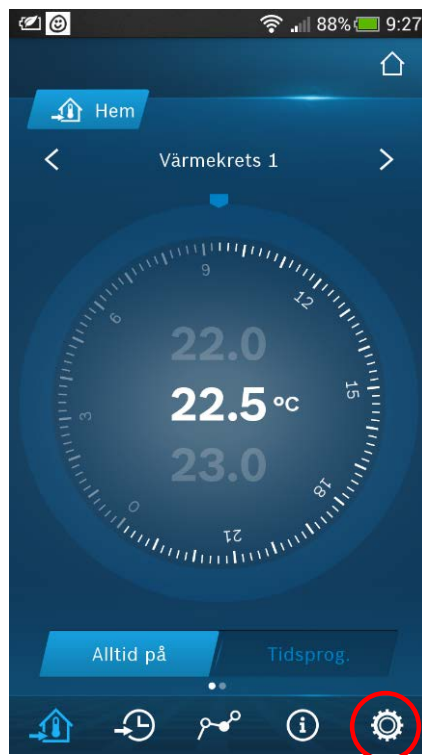 88% 9:27
Hem
Värmekrets 1
9
12
6
22.0
22.5 °C
15
3
23.0
18
0
21
Alltid på
Tidsprog.